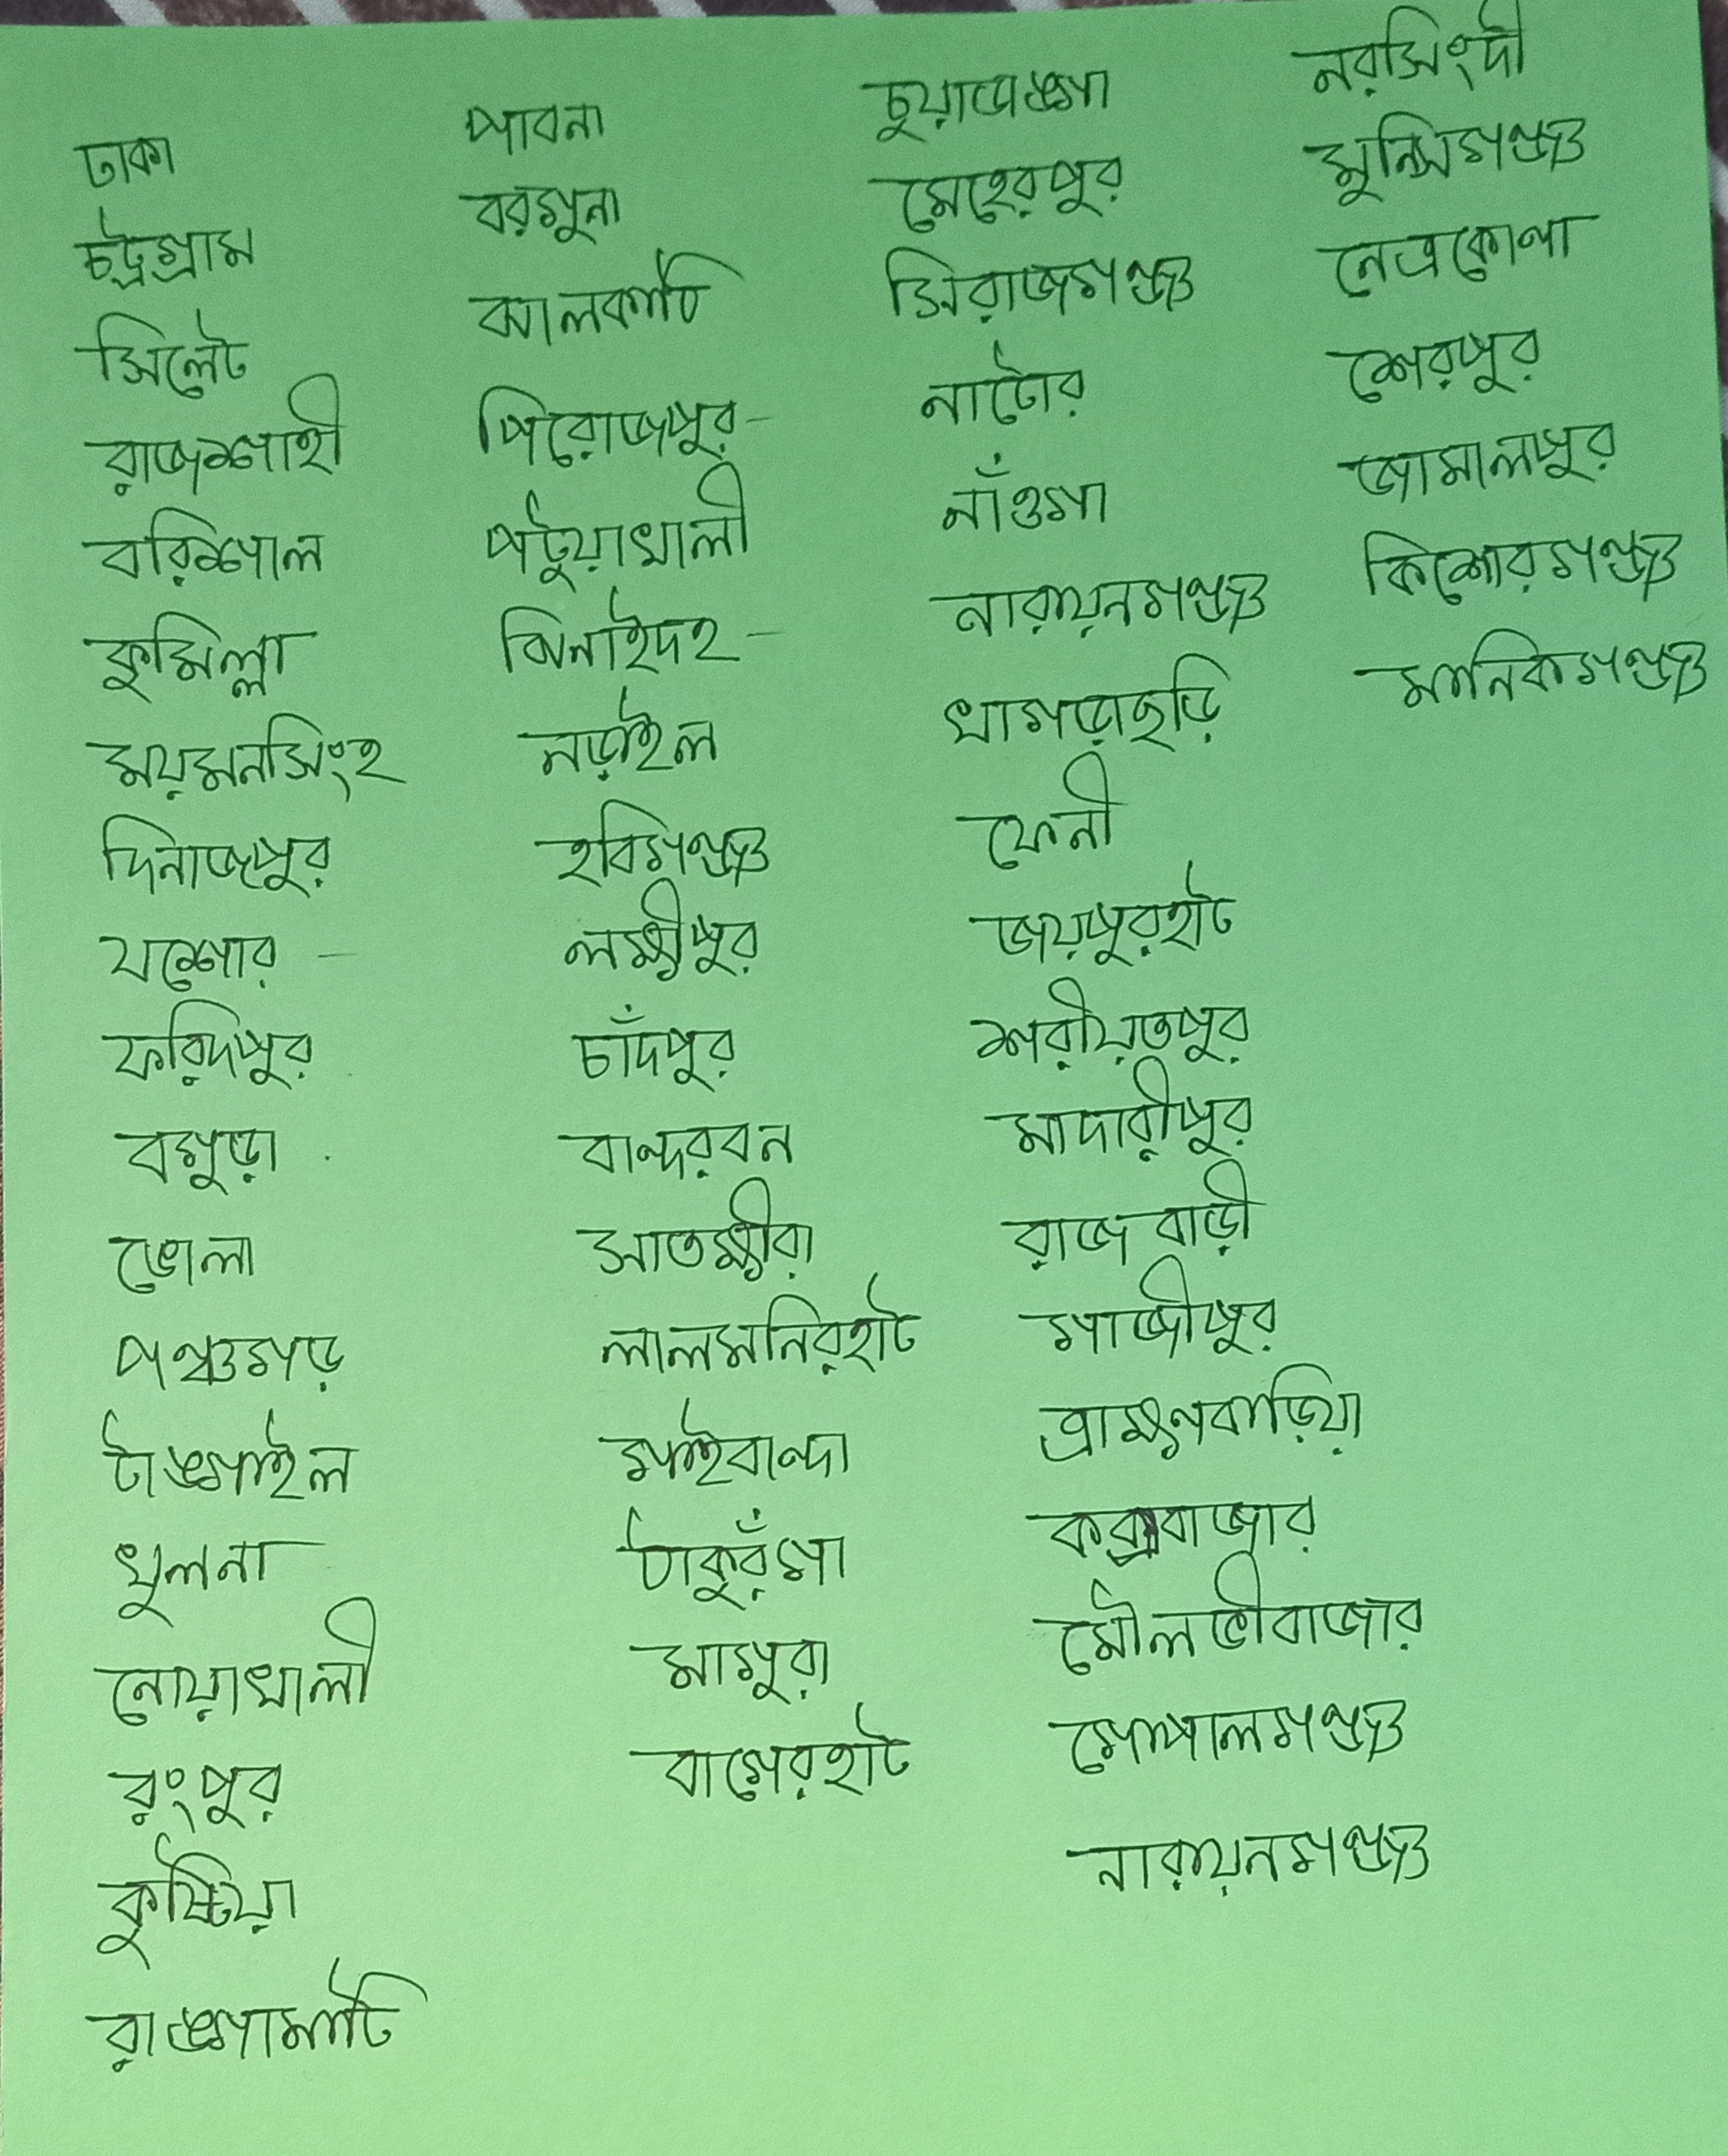 ঢাকা
চট্রগ্রাম
সিলেট
রাজশাহী
বরিশাল
কুমিল্লা
ময়মনসিংহ
দিনাজপুর
যশোর
ফরিদপুর
বগুড়া
ভোলা
পঞ্চগড়
টাঙ্গাইল
খুলনা
নোয়াখালী
রংপুর
কুষ্টিয়া
রাঙ্গামাটি
পাবনা
বরগুনা
ঝালকাটি
পিরোজপুর
পটুয়াখালী
ঝিনাইদহ
নড়াইল
হবিগঞ্জ
লক্ষীপুর
চাঁদপুর
বান্দরবন
সাতক্ষীরা
লালমনিরহাট
গাইবান্দা
ঠাকুরঁগা
মাগুরা
বাগেরহাট
চুয়াডাঙ্গা
মেহেরপুর
সিরাজগঞ্জ
নাটোর
নাঁওগা
নারায়নগঞ্জ
খাগড়াছড়ি
ফেনী
জয়পুরহাট
শরীয়তপুর
মাদারীপুর
রাজবাড়ী
গাজীপুর
ব্রাহ্মণবাড়িয়া
কক্সবাজার
মৌলভীবাজার
গোপালগঞ্জ
নারায়নগঞ্জ
নরসিংদী
মুন্সিগঞ্জ
নেত্রকোণা
শেরপুর
জামালপুর
কিশোরগঞ্জ
মানিকগঞ্জ